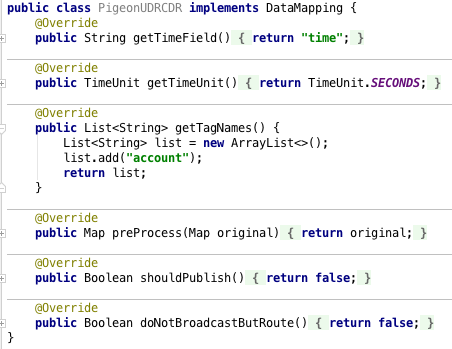 public class PigeonUDRCDR implements DataMapping {
@Override
public String getTimeField() { return "time"; }
@Override
public TimeUnit getTimeUnit() { return TimeUnit.SECONDS; }
@Override
public List<String> getTagNames() {
List<String> list = new ArrayList<>();
list.add("account");
return list;
}
@Override
public Map preProcess(Map original) { return original; }
@Override
public Boolean shouldPublish() { return false; }
@Override
public Boolean doNotBroadcastButRoute() { return false; }
}